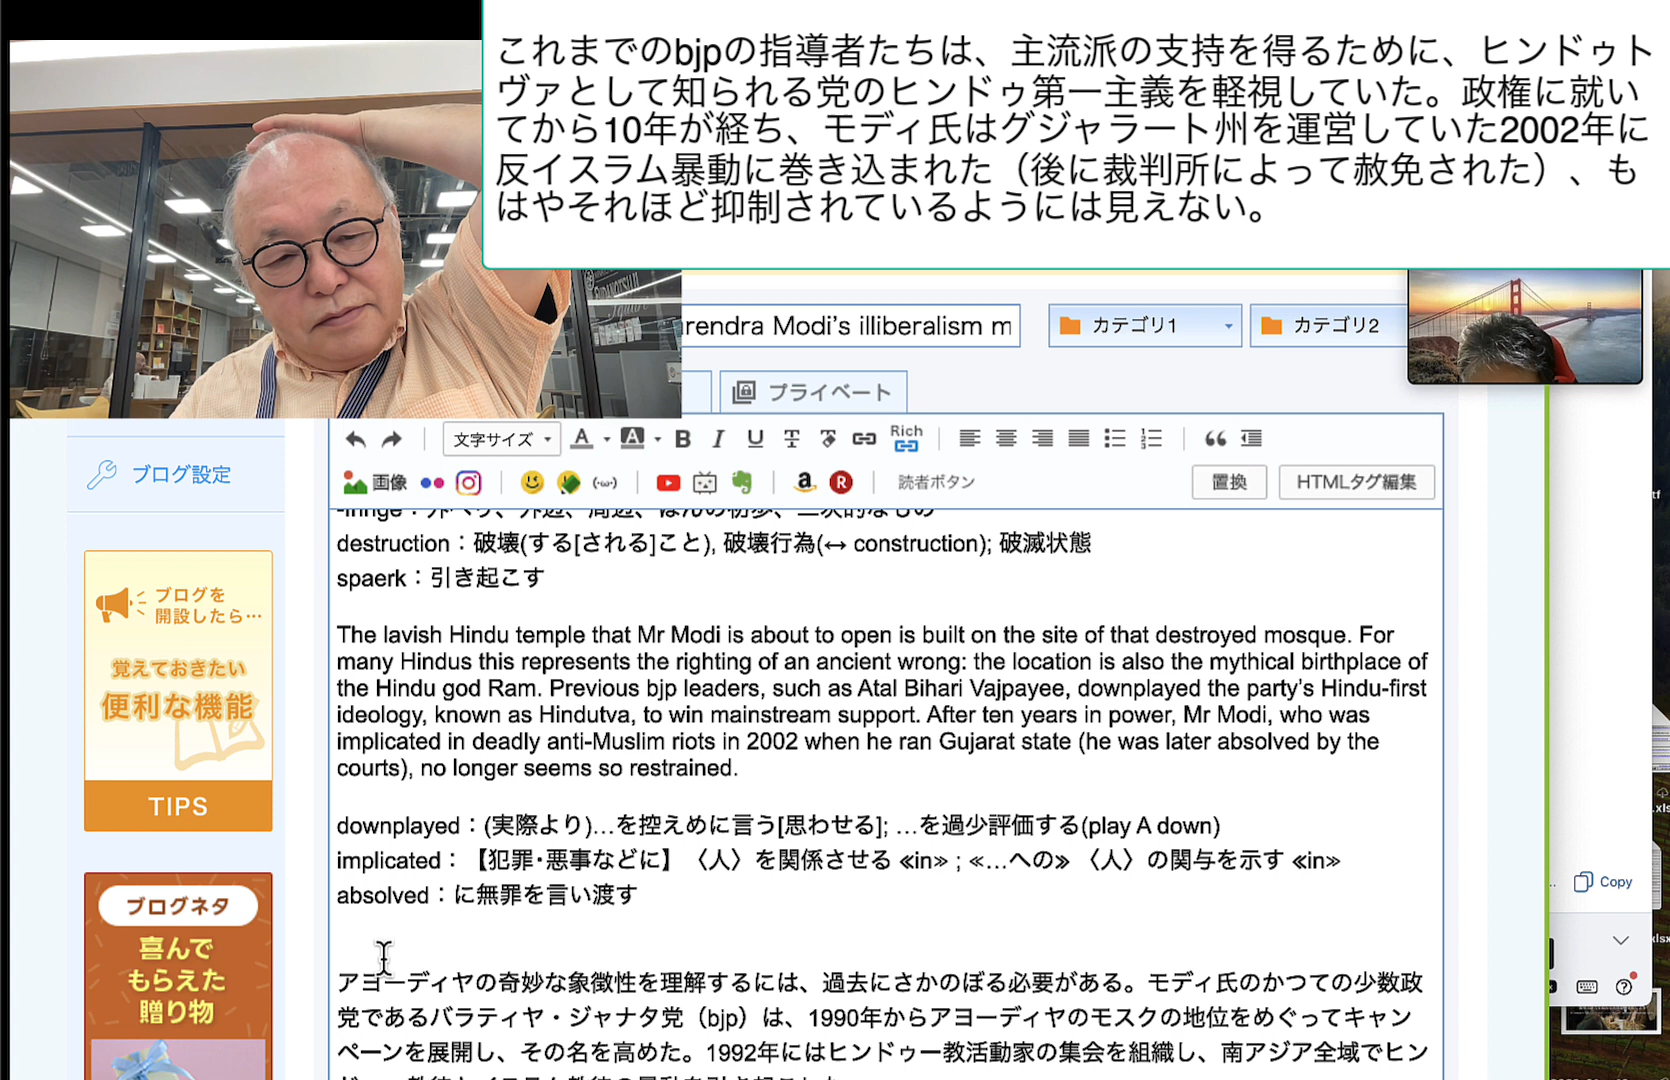 これまでのbjpの指導者たちは、主流派の支持を得るために、ヒンドゥト
ヴァとして知られる党のヒンドゥ第一主義を軽視していた。政権に就い
てから10年が経ち、モディ氏はグジャラート州を運営していた2002年に
反イスラム暴動に巻き込まれた（後に裁判所によって赦免された）、も
はやそれほど抑制されているようには見えない。
rendra Modi's illiberalism m
カテゴリ1
カテゴリ2
プライベート
文字サイズ
A
A
B
I
U
T
Rich
画像
読者ボタン
置換
HTMLタグ編集
ブログ設定
ブログを
開設したら…
覚えておきたい
便利な機能
TIPS
ブログネタ
喜んで
もらえた
贈り物
destruction：破壊(する[される]こと), 破壊行為(↔ construction); 破滅状態
spaerk：引き起こす
The lavish Hindu temple that Mr Modi is about to open is built on the site of that destroyed mosque. For
many Hindus this represents the righting of an ancient wrong: the location is also the mythical birthplace of
the Hindu god Ram. Previous bjp leaders, such as Atal Bihari Vajpayee, downplayed the party's Hindu-first
ideology, known as Hindutva, to win mainstream support. After ten years in power, Mr Modi, who was
implicated in deadly anti-Muslim riots in 2002 when he ran Gujarat state (he was later absolved by the
courts), no longer seems so restrained.
downplayed：(実際より)…を控えめに言う[思わせる]; …を過少評価する(play A down)
implicated：【犯罪･悪事などに】〈人〉を関係させる ≪in≫ ; ≪…への≫ 〈人〉の関与を示す ≪in≫
absolved：に無罪を言い渡す
アヨーディヤの奇妙な象徴性を理解するには、過去にさかのぼる必要がある。モディ氏のかつての少数政
党であるバラティヤ・ジャナタ党（bjp）は、1990年からアヨーディヤのモスクの地位をめぐってキャン
ペーンを展開し、その名を高めた。1992年にはヒンドゥー教活動家の集会を組織し、南アジア全域でヒン
Copy